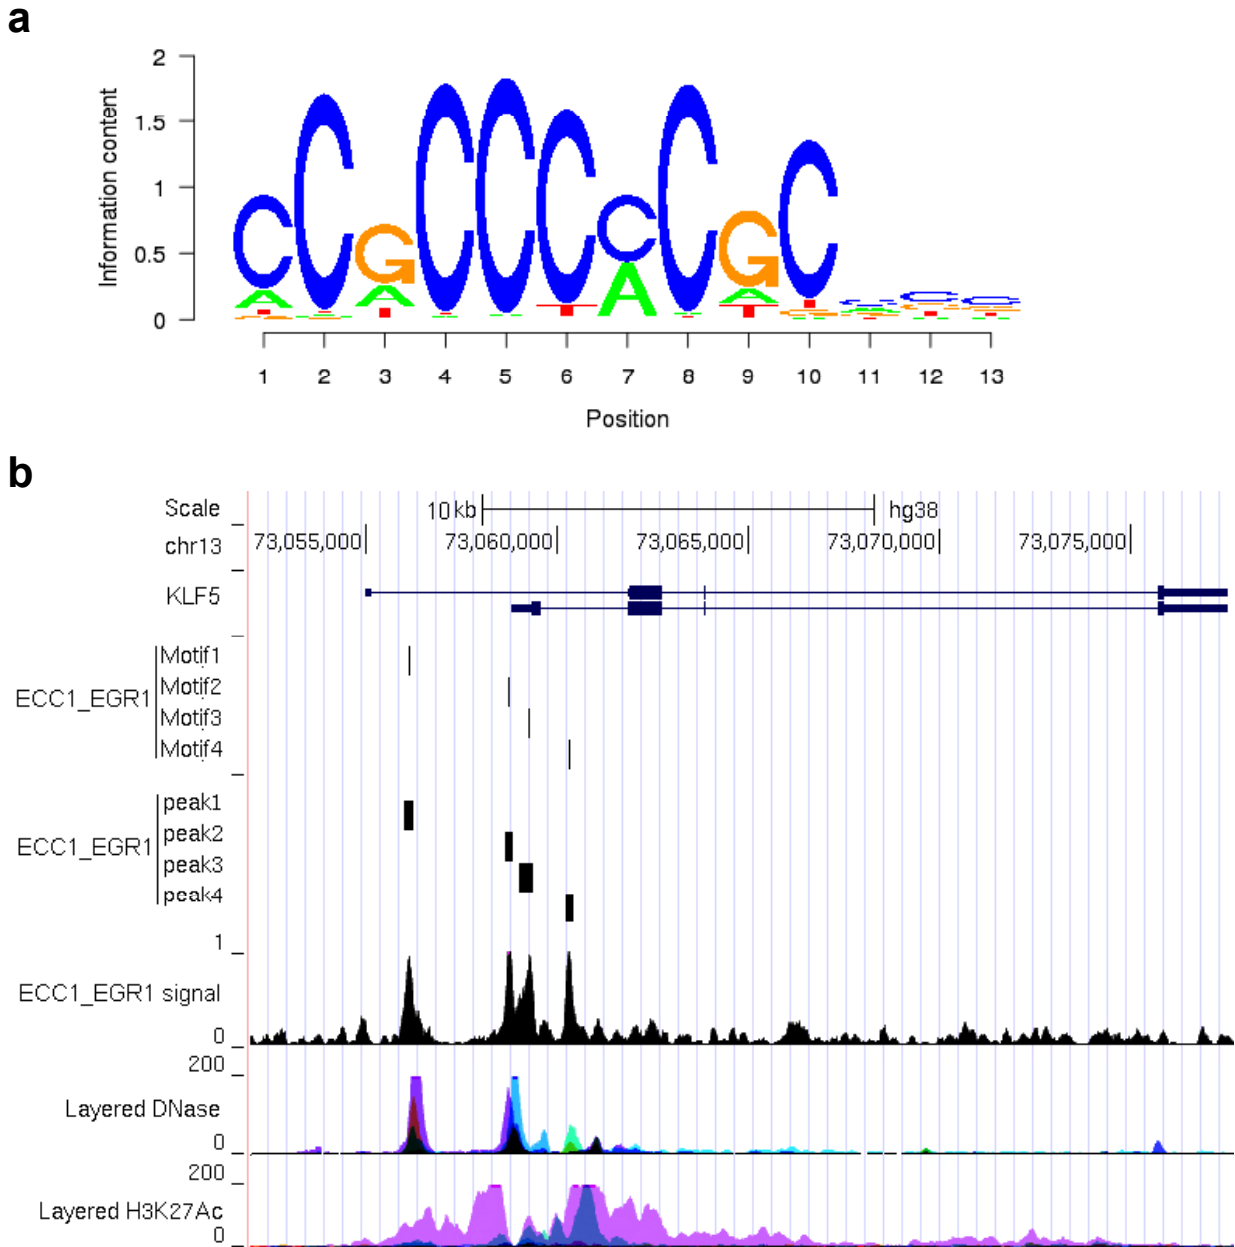 a
2
1.5
1
0.5
0
Information content
1 2 3 4 5 6 7 8 9 10 11 12 13
Position
b
Scale 10 kb hg38
chr13 73,055,000 73,060,000 73,065,000 73,070,000 73,075,000
KLF5
ECC1_EGR1
Motif1
Motif2
Motif3
Motif4
ECC1_EGR1
peak1
peak2
peak3
peak4
1
ECC1_EGR1 signal
0
200
Layered DNase
0
200
Layered H3K27Ac
0